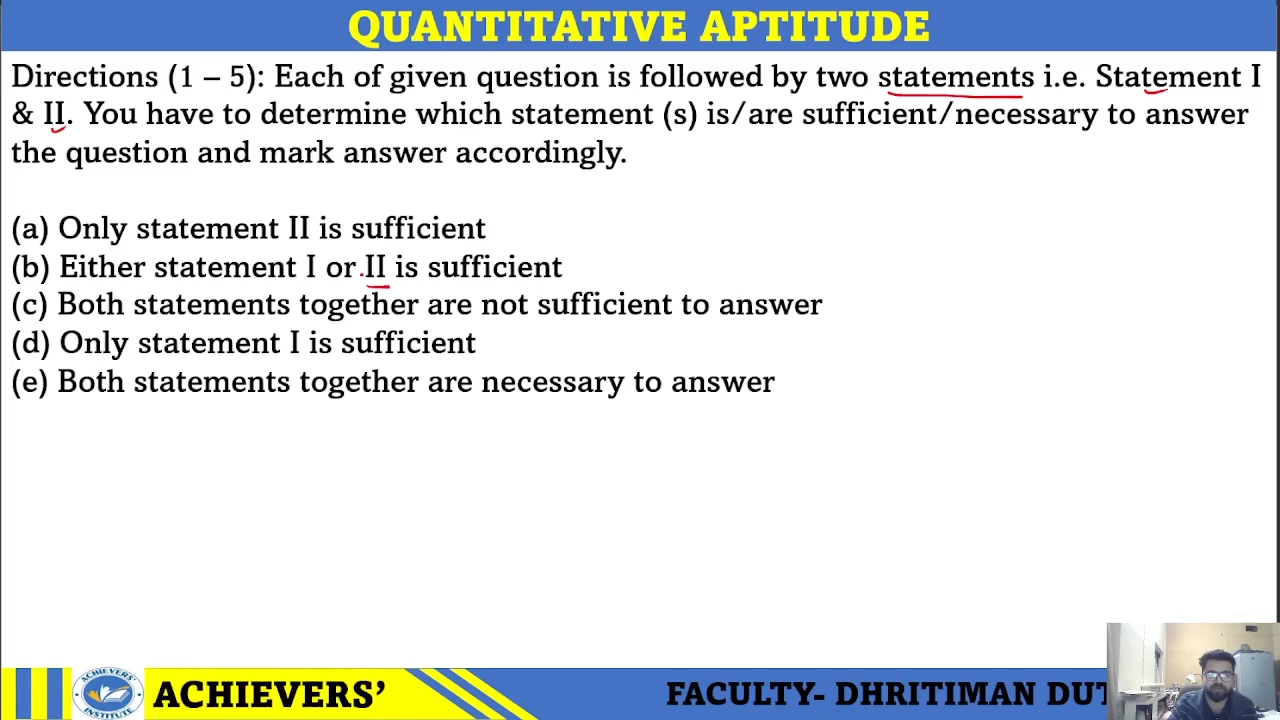 QUANTITATIVE APTITUDE
Directions (1 – 5): Each of given question is followed by two statements i.e. Statement I
& II. You have to determine which statement (s) is/are sufficient/necessary to answer
the question and mark answer accordingly.
(a) Only statement II is sufficient
(b) Either statement I or II is sufficient
(c) Both statements together are not sufficient to answer
(d) Only statement I is sufficient
(e) Both statements together are necessary to answer
ACHIEVERS'
INSTITUTE
ACHIEVERS’
FACULTY- DHRITIMAN